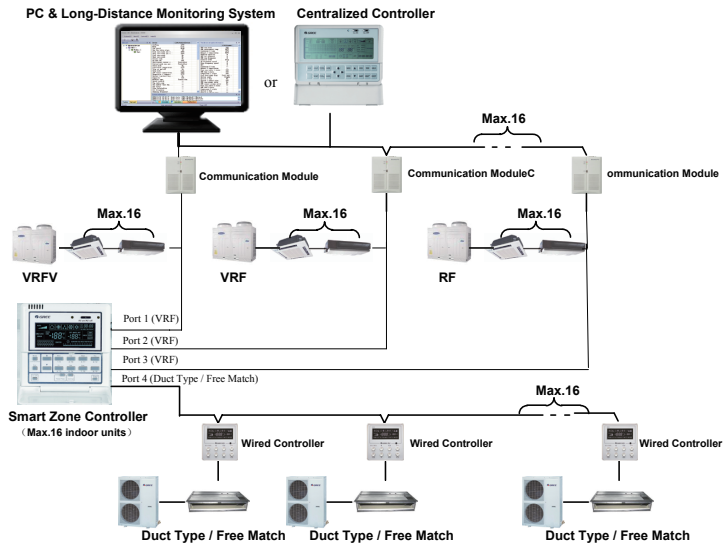 PC & Long-Distance Monitoring System
Centralized Controller
or
Max.16
Communication Module
Communication ModuleC
ommunication Module
Max.16
Max.16
Max.16
VRFV
VRF
RF
Port 1 (VRF)
Port 2 (VRF)
Port 3 (VRF)
Port 4 (Duct Type / Free Match)
Smart Zone Controller
（Max.16 indoor units）
Max.16
Wired Controller
Wired Controller
Wired Controller
Duct Type / Free Match
Duct Type / Free Match
Duct Type / Free Match